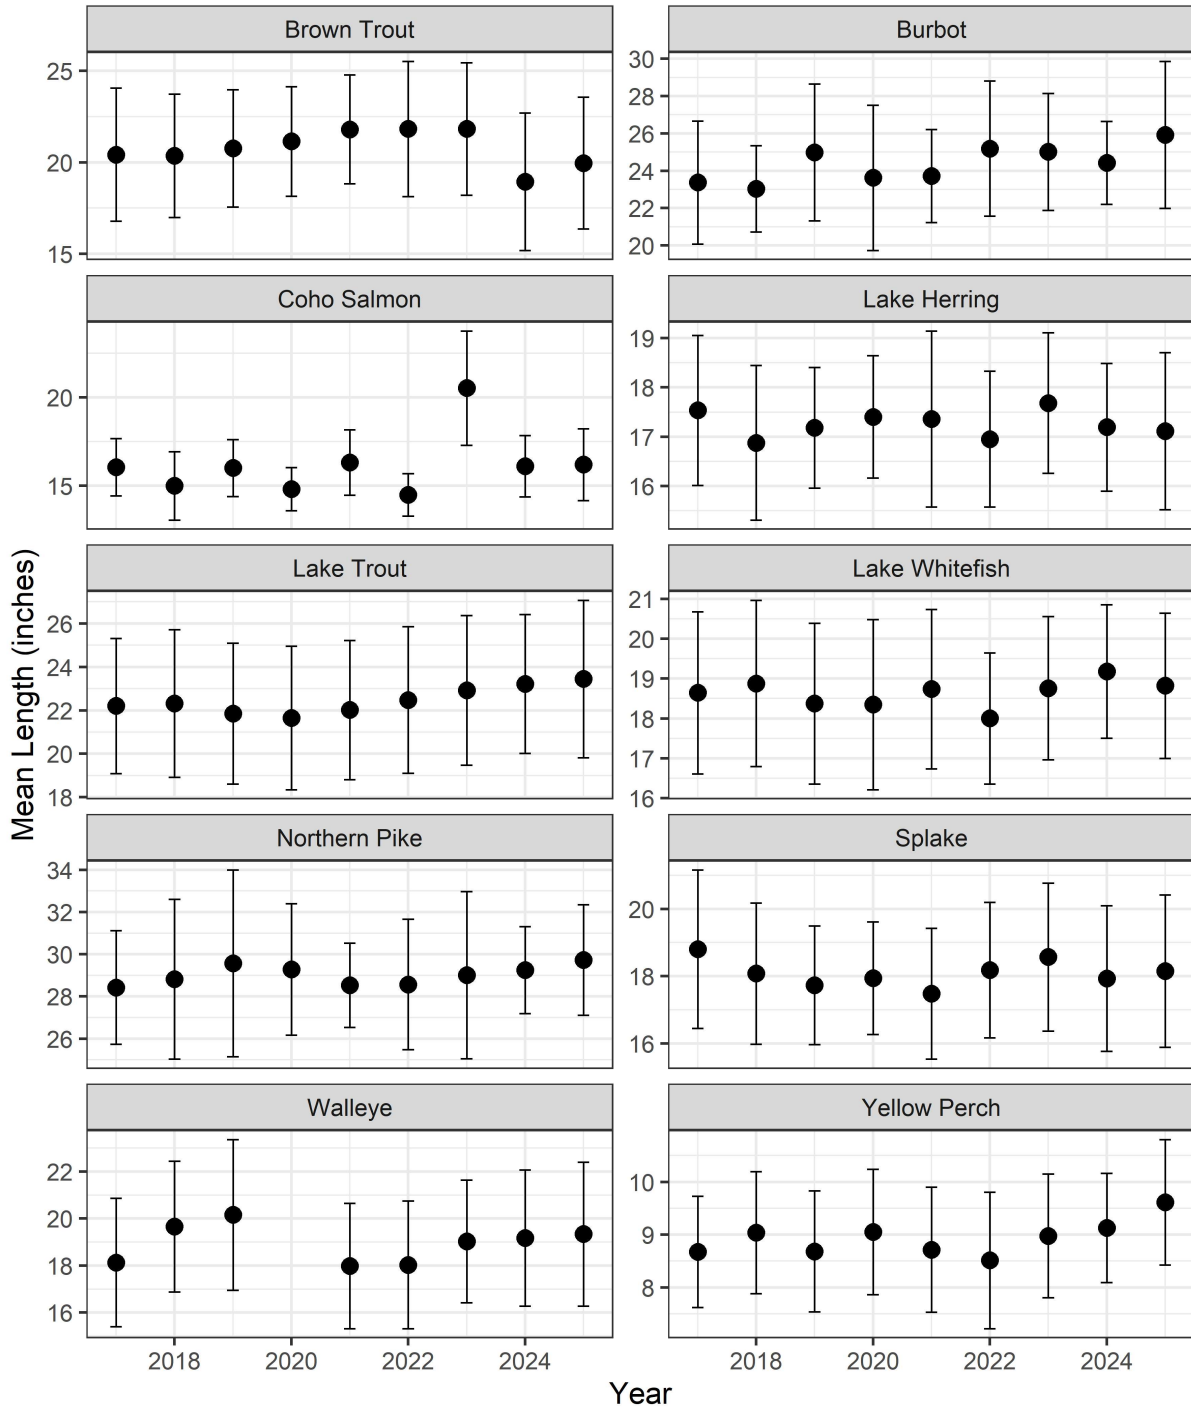 Brown Trout
Burbot
25
20
15
30
28
26
24
22
20
Coho Salmon
Lake Herring
20
15
19
18
17
16
Lake Trout
Lake Whitefish
26
24
22
20
18
21
20
19
18
17
16
Northern Pike
Splake
34
32
30
28
26
20
18
16
Walleye
Yellow Perch
22
20
18
16
10
9
8
2018 2020 2022 2024
2018 2020 2022 2024
Mean Length (inches)
Year